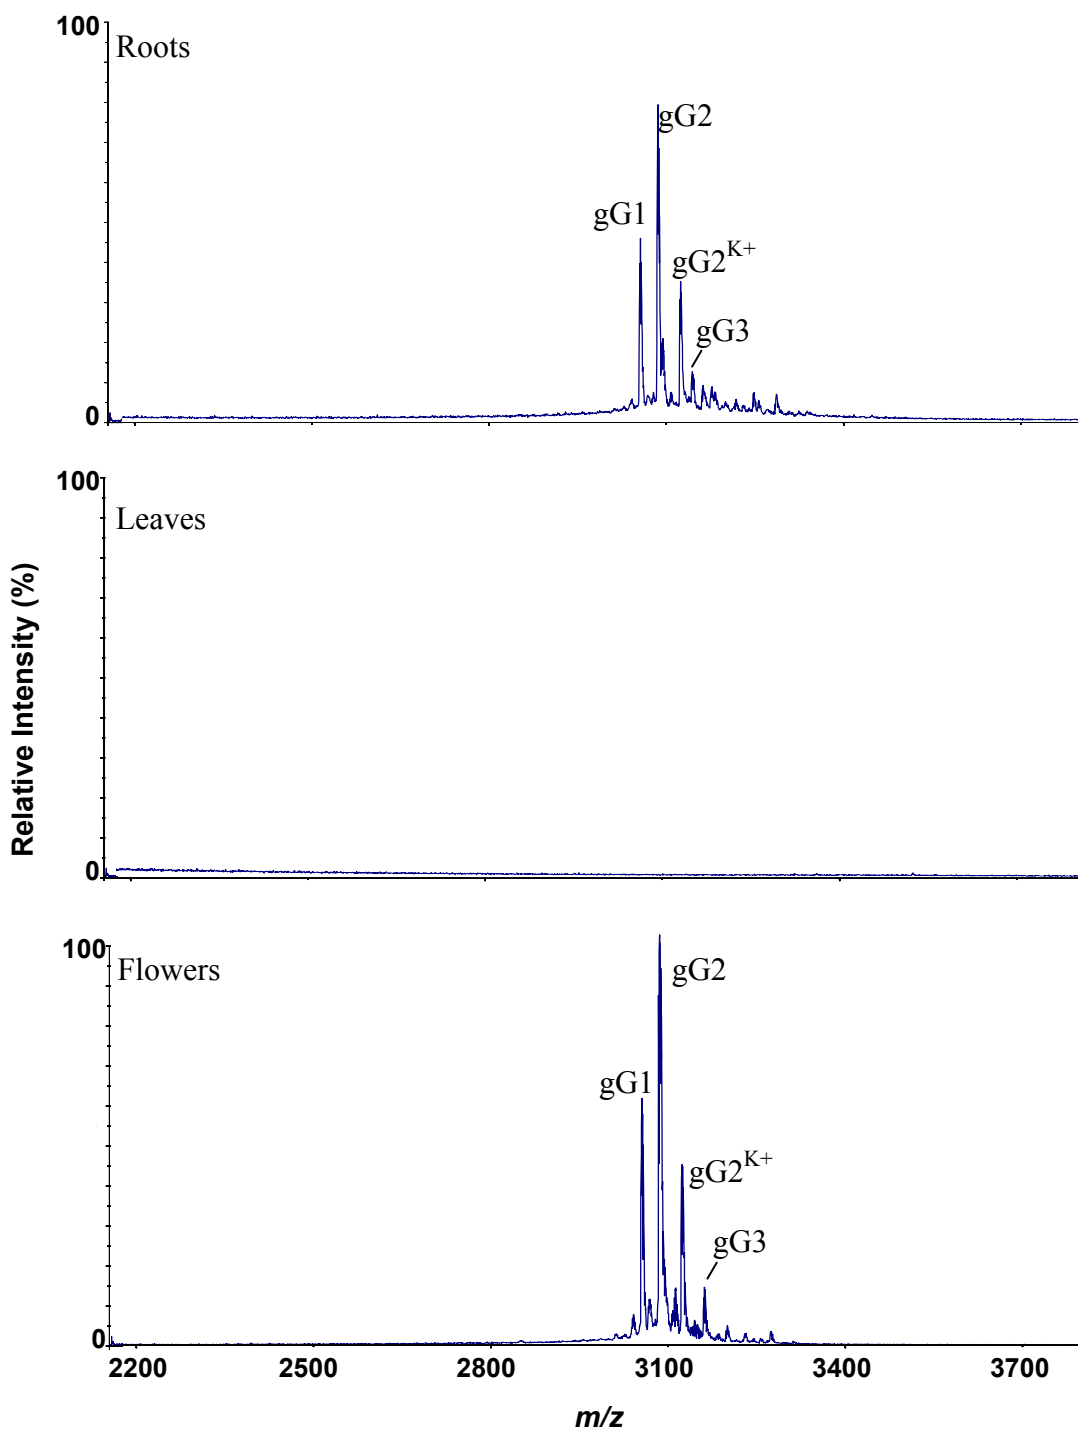 100
Roots
gG2
gG1
gG2K+
gG3
0
100
Leaves
Relative Intensity (%)
0
100
Flowers
gG2
gG1
gG2K+
gG3
0
2200 2500 2800 3100 3400 3700
m/z